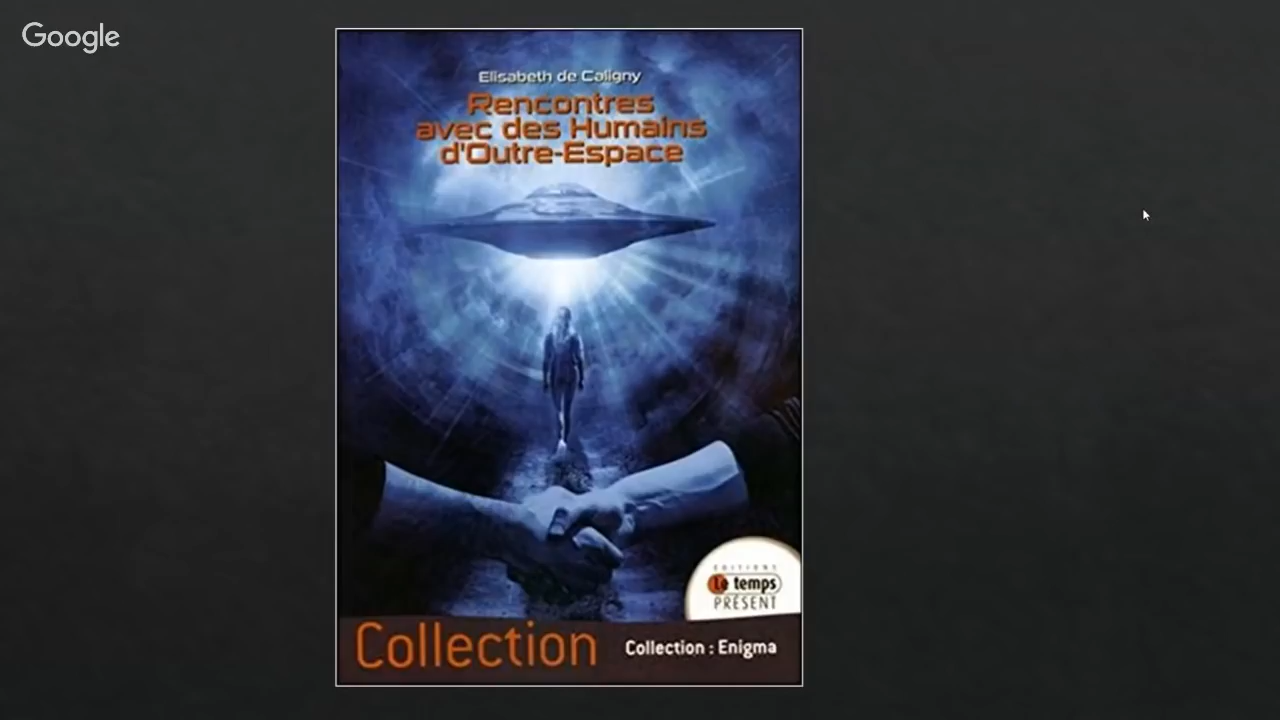 Google
Elisabeth de Caligny
Rencontres
avec des Humains
d'Outre-Espace
EDITIONS
Le temps
PRÉSENT
Collection
Collection : Enigma